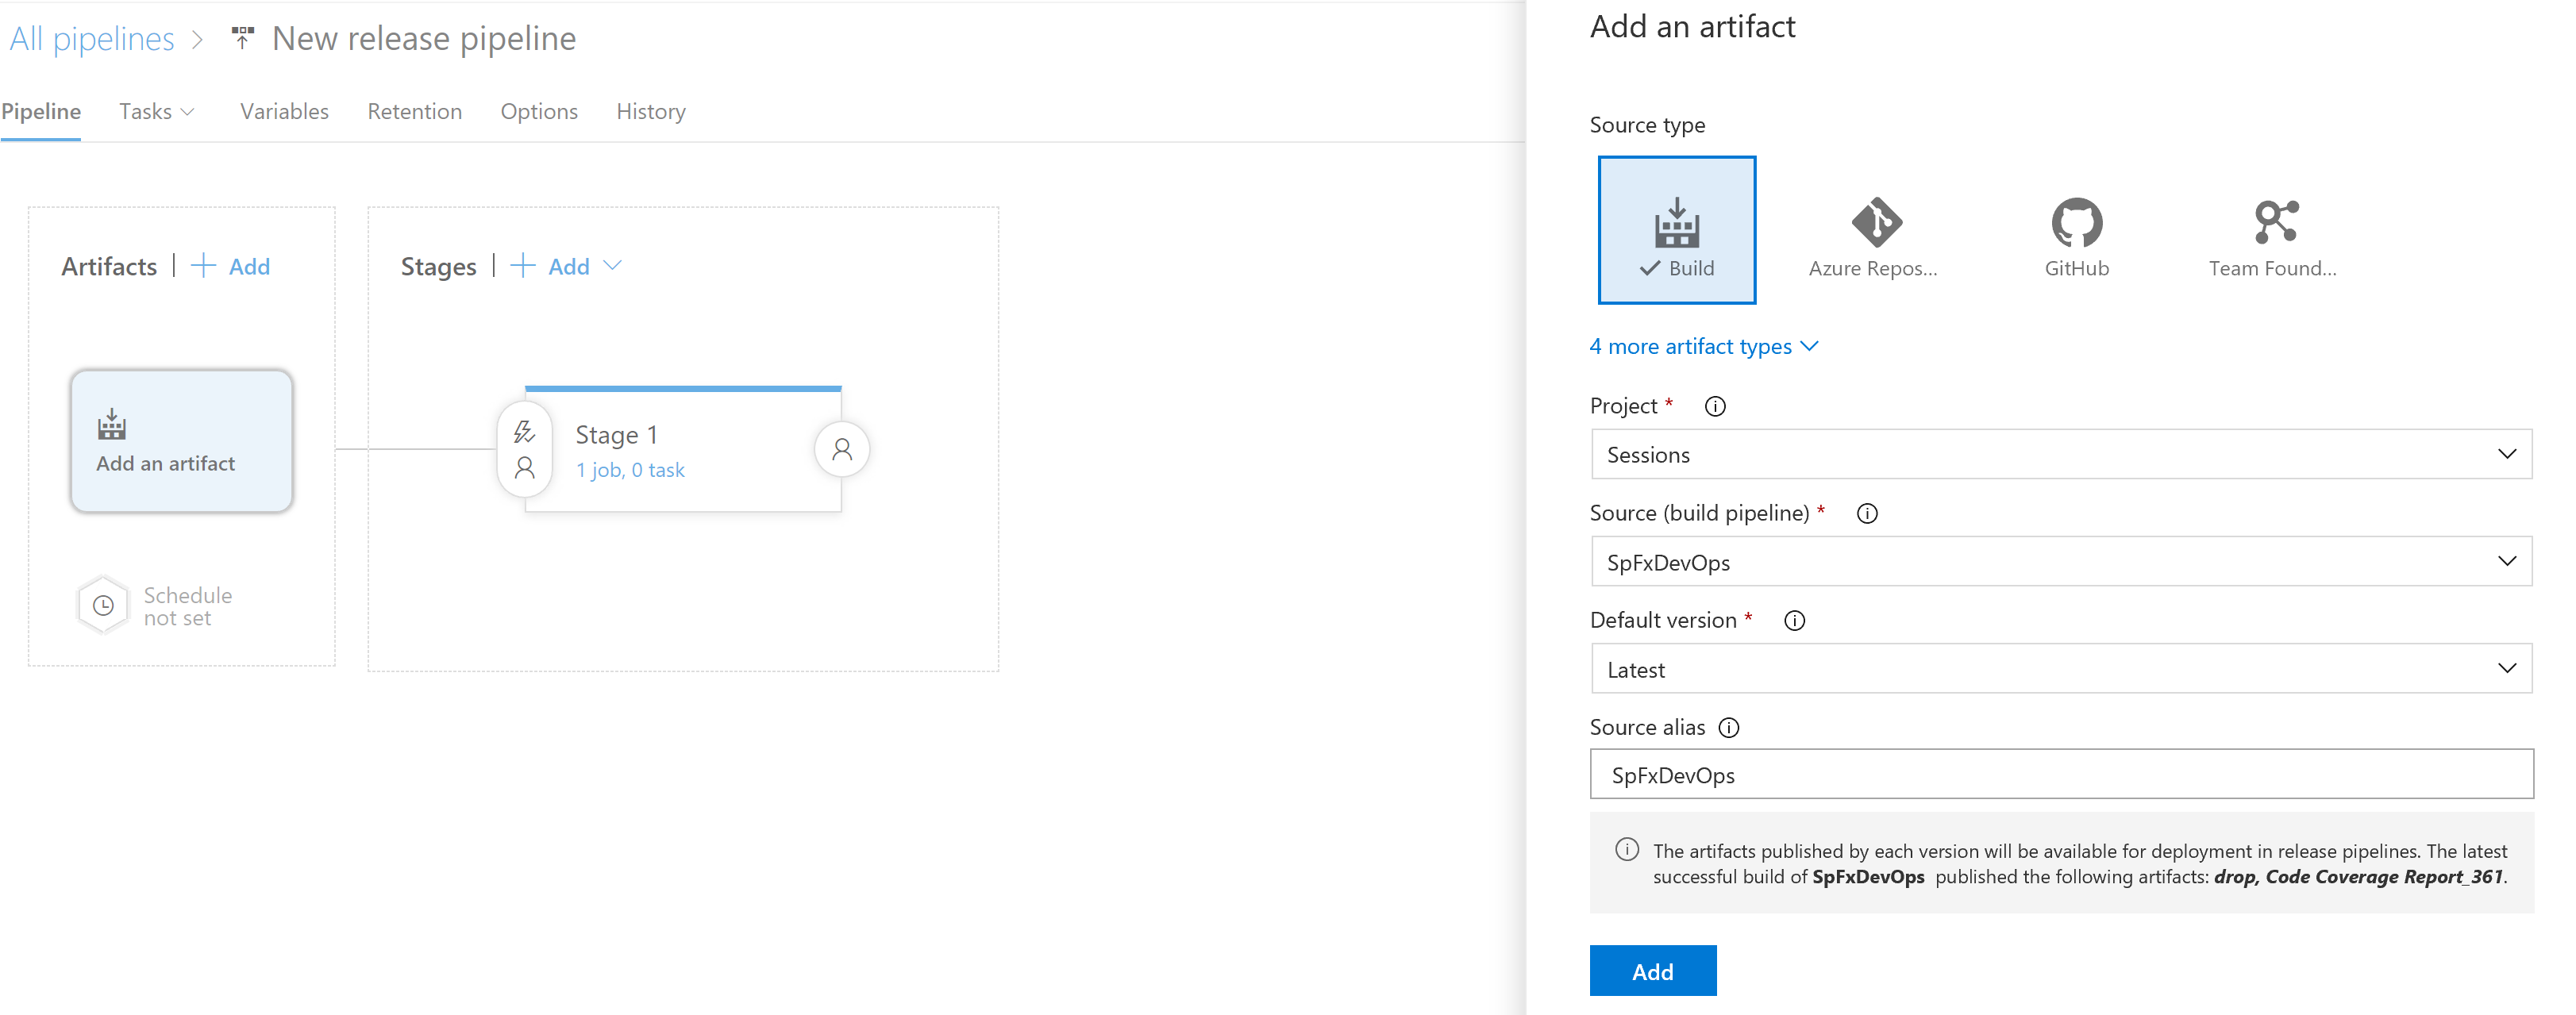 All pipelines > New release pipeline
Pipeline Tasks Variables Retention Options History
Artifacts | + Add
Add an artifact
Schedule
not set
Stages | + Add
Stage 1
1 job, 0 task
Add an artifact
Source type
Build
Azure Repos...
GitHub
Team Found...
4 more artifact types
Project *
Sessions
Source (build pipeline) *
SpFxDevOps
Default version *
Latest
Source alias
SpFxDevOps
The artifacts published by each version will be available for deployment in release pipelines. The latest
successful build of SpFxDevOps published the following artifacts: drop, Code Coverage Report_361.
Add